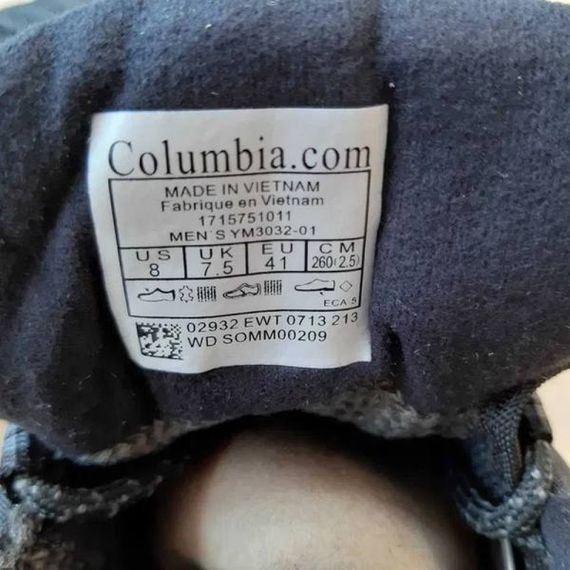 Columbia.com
MADE IN VIETNAM
Fabrique en Vietnam
1715751011
MEN`S YM3032-01
US UK EU CM
8 7.5 41 260(2.5)
ECA 5
02932 EWT 0713 213
WD SOMM00209